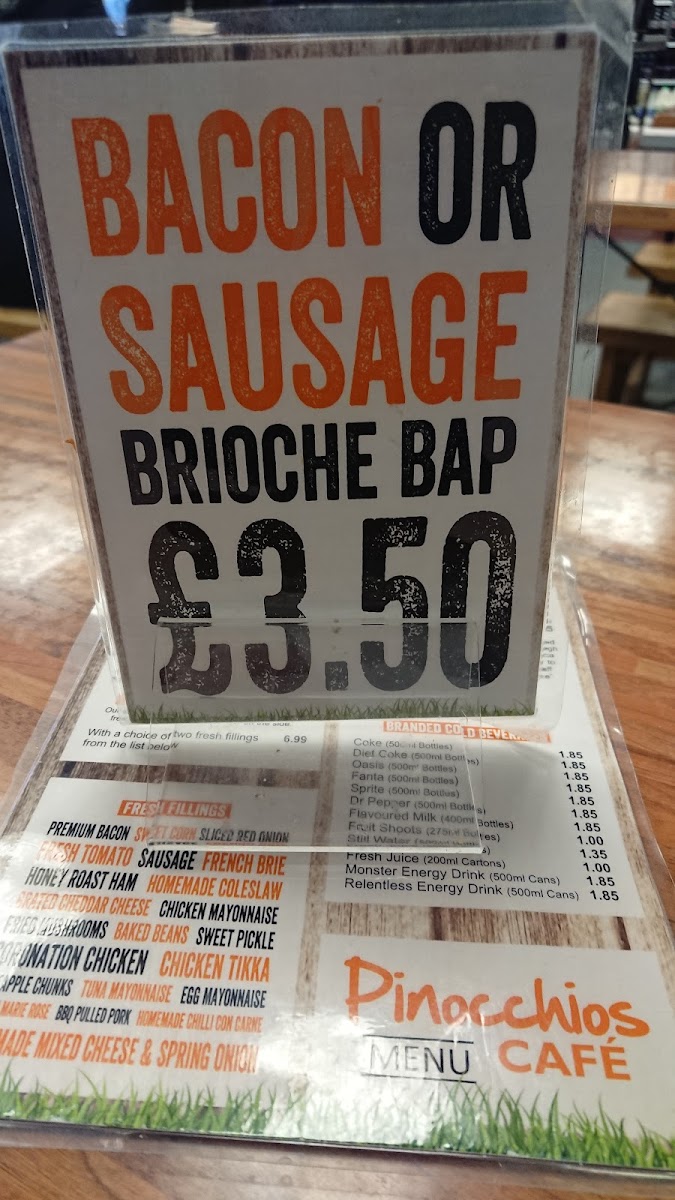 BACON OR
SAUSAGE
BRIOCHE BAP
£3.50
With a choice of two fresh fillings 6.99
from the list below
FRESH FILLINGS
PREMIUM BACON SWEET CORN SLICED RED ONION
FRESH TOMATO SAUSAGE FRENCH BRIE
HONEY ROAST HAM HOMEMADE COLESLAW
GRATED CHEDDAR CHEESE CHICKEN MAYONNAISE
FRIED MUSHROOMS BAKED BEANS SWEET PICKLE
CORONATION CHICKEN CHICKEN TIKKA
APPLE CHUNKS TUNA MAYONNAISE EGG MAYONNAISE
MARIE ROSE BBQ PULLED PORK HOMEMADE CHILLI CON CARNE
MADE MIXED CHEESE & SPRING ONION
BRANDED COLD BEVERAGES
Coke (500ml Bottles) 1.85
Diet Coke (500ml Bottles) 1.85
Oasis (500ml Bottles) 1.85
Fanta (500ml Bottles) 1.85
Sprite (500ml Bottles) 1.85
Dr Pepper (500ml Bottles) 1.85
Flavoured Milk (400ml Bottles) 1.85
Fruit Shoots (275ml Bottles) 1.00
Still Water 1.35
Fresh Juice (200ml Cartons) 1.00
Monster Energy Drink (500ml Cans) 1.85
Relentless Energy Drink (500ml Cans) 1.85
Pinocchios
MENU CAFÉ